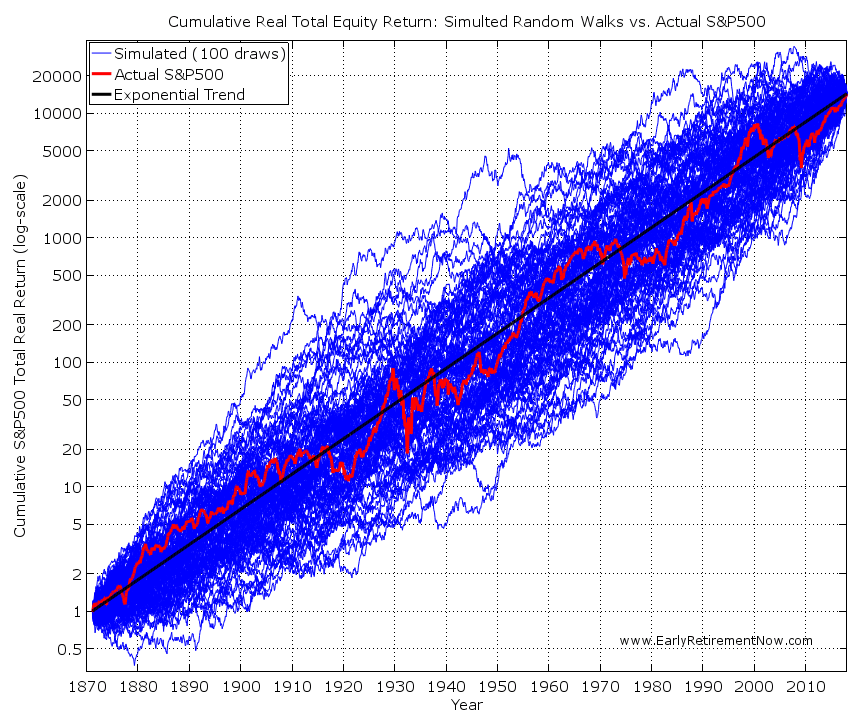 Cumulative Real Total Equity Return: Simulted Random Walks vs. Actual S&P500
Simulated (100 draws)
Actual S&P500
Exponential Trend
Cumulative S&P500 Total Real Return (log-scale)
20000
10000
5000
2000
1000
500
200
100
50
20
10
5
2
1
0.5
www.EarlyRetirementNow.com
1870 1880 1890 1900 1910 1920 1930 1940 1950 1960 1970 1980 1990 2000 2010
Year